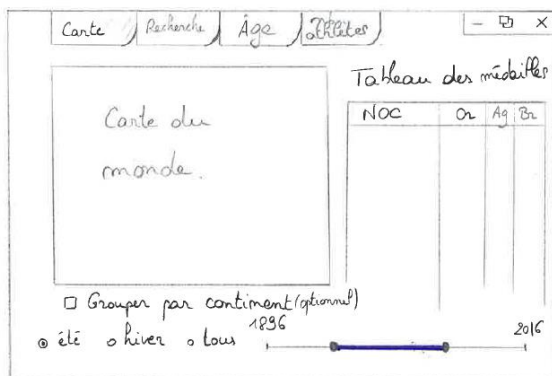 Carte Recherche Âge athlètes
Tableau des médailles
NOC Or Ag Br
Carte du
monde.
Grouper par continent (optionnel)
été hiver tous
1896 2016